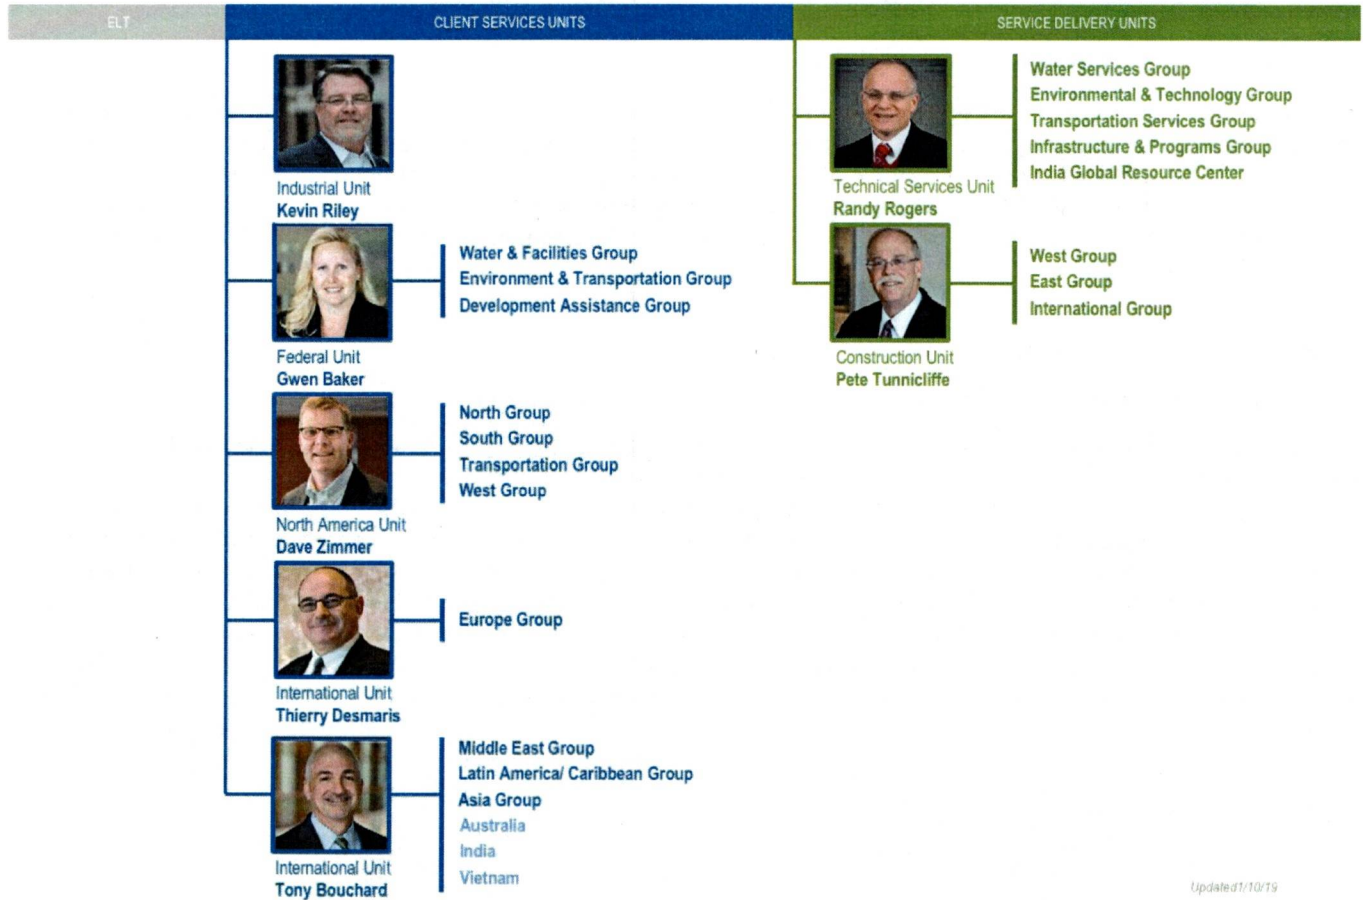 ELT
CLIENT SERVICES UNITS
SERVICE DELIVERY UNITS
Industrial Unit
Kevin Riley
Federal Unit
Gwen Baker
Water & Facilities Group
Environment & Transportation Group
Development Assistance Group
North America Unit
Dave Zimmer
North Group
South Group
Transportation Group
West Group
International Unit
Thierry Desmaris
Europe Group
International Unit
Tony Bouchard
Middle East Group
Latin America/ Caribbean Group
Asia Group
Australia
India
Vietnam
Technical Services Unit
Randy Rogers
Water Services Group
Environmental & Technology Group
Transportation Services Group
Infrastructure & Programs Group
India Global Resource Center
Construction Unit
Pete Tunnicliffe
West Group
East Group
International Group
Updated1/10/19